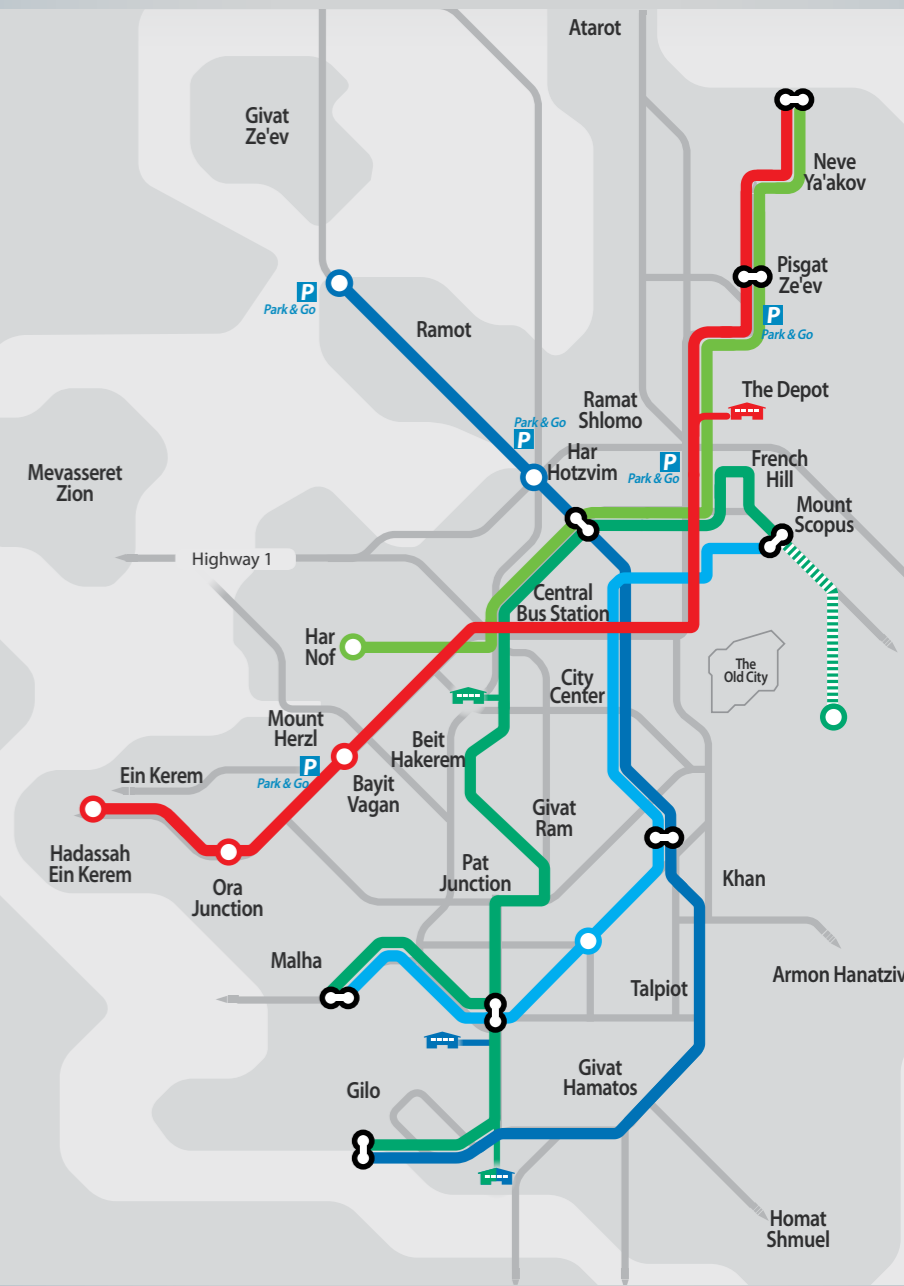 Atarot
Givat
Ze'ev
Neve
Ya'akov
Pisgat
Ze'ev
P
Park & Go
P
Park & Go
Ramot
The Depot
Ramat
Shlomo
Park & Go
P
Har
Hotzvim
P
Park & Go
French
Hill
Mevasseret
Zion
Mount
Scopus
Highway 1
Central
Bus Station
Har
Nof
The
Old City
City
Center
Mount
Herzl
Beit
Hakerem
P
Park & Go
Ein Kerem
Bayit
Vagan
Givat
Ram
Hadassah
Ein Kerem
Pat
Junction
Ora
Junction
Khan
Malha
Talpiot
Armon Hanatziv
Givat
Hamatos
Gilo
Homat
Shmuel